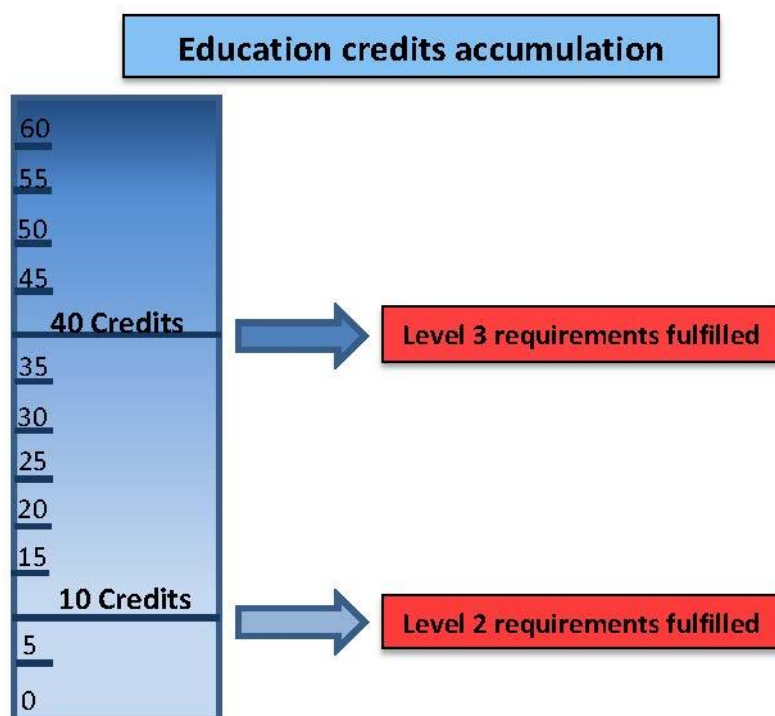 Education credits accumulation
60
55
50
45
40 Credits
Level 3 requirements fulfilled
35
30
25
20
15
10 Credits
Level 2 requirements fulfilled
5
0